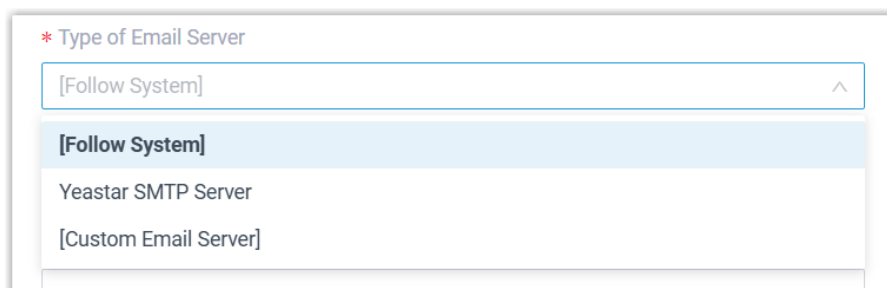 * Type of Email Server
[Follow System]
[Follow System]
Yeastar SMTP Server
[Custom Email Server]